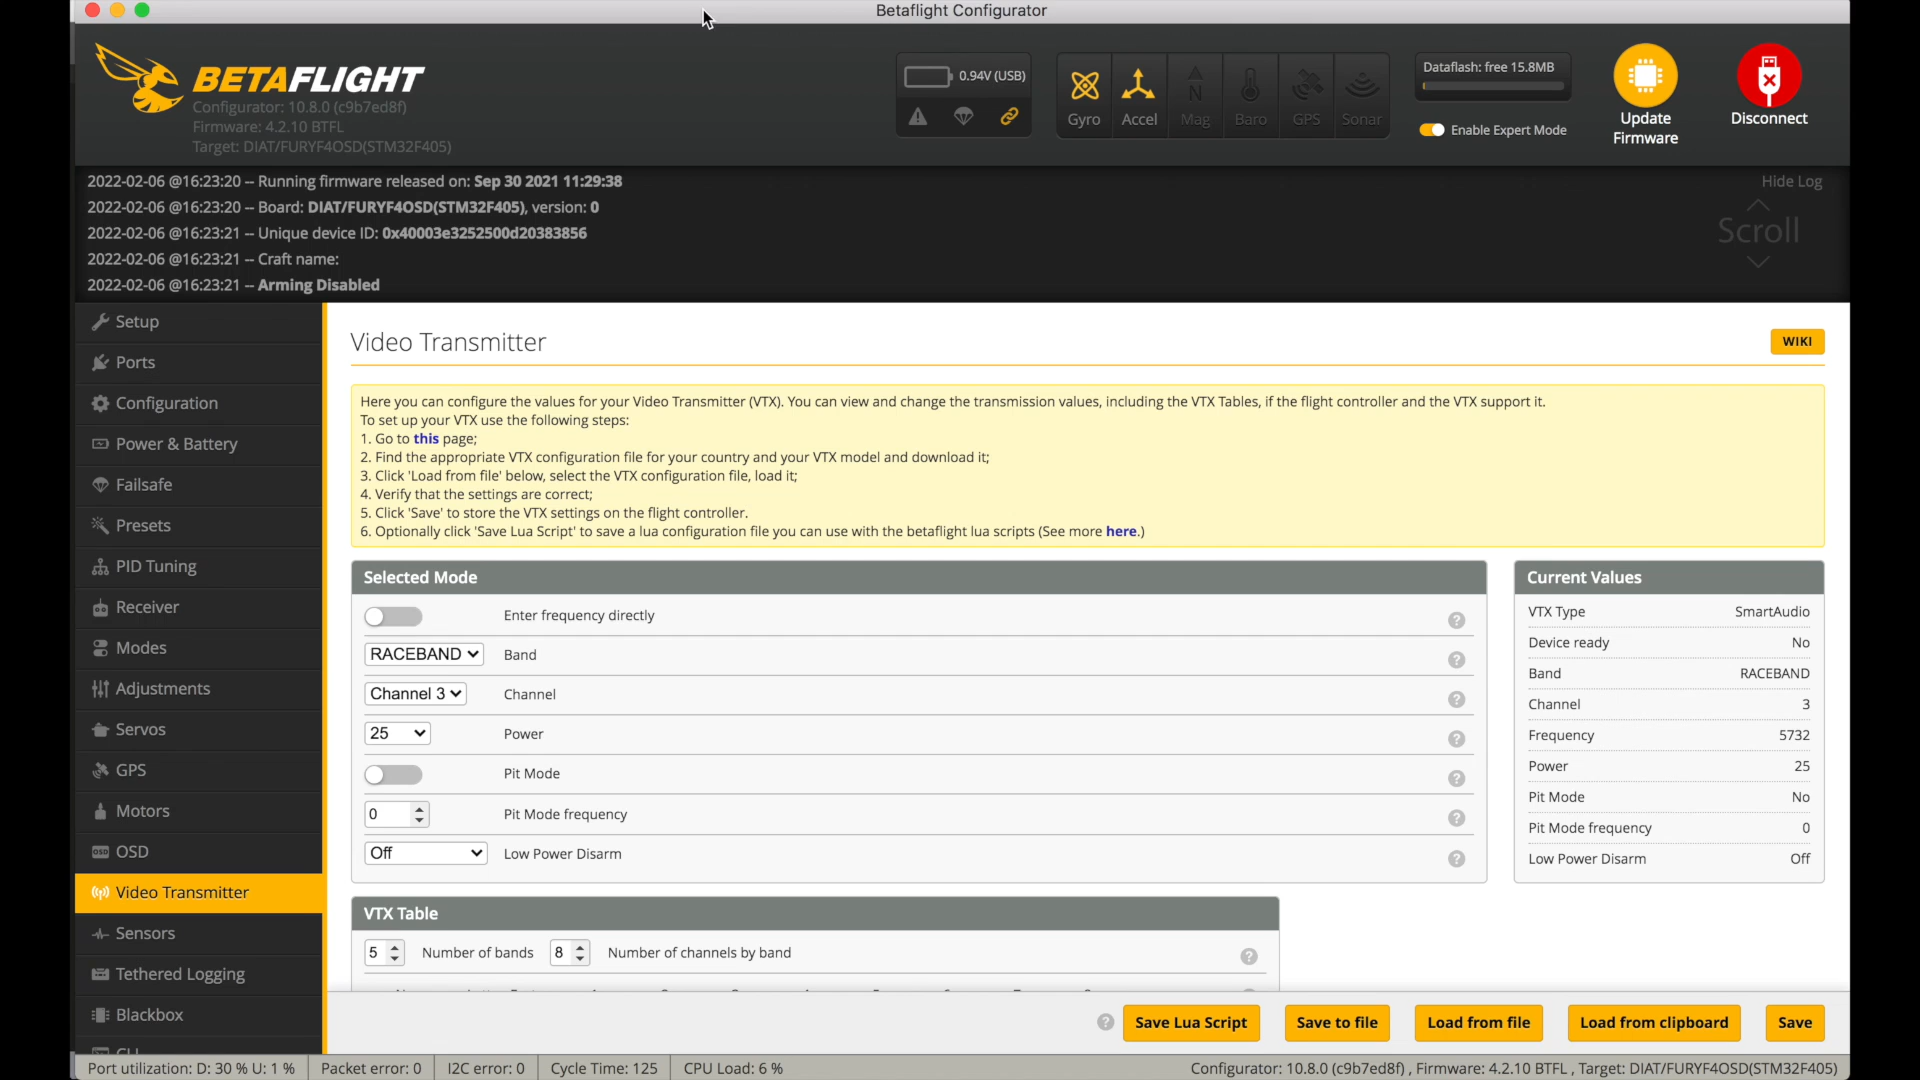 Betaflight Configurator
BETAFLIGHT
Configurator: 10.8.0 (c9b7ed8f)
Firmware: 4.2.10 BTFL
Target: DIAT/FURYF4OSD(STM32F405)
0.94V (USB)
Gyro
Accel
Mag
Baro
GPS
Sonar
Dataflash: free 15.8MB
Enable Expert Mode
Update
Firmware
Disconnect
2022-02-06 @16:23:20 -- Running firmware released on: Sep 30 2021 11:29:38
2022-02-06 @16:23:20 -- Board: DIAT/FURYF4OSD(STM32F405), version: 0
2022-02-06 @16:23:21 -- Unique device ID: 0x40003e3252500d20383856
2022-02-06 @16:23:21 -- Craft name:
2022-02-06 @16:23:21 -- Arming Disabled
Hide Log
Scroll
Setup
Ports
Configuration
Power & Battery
Failsafe
Presets
PID Tuning
Receiver
Modes
Adjustments
Servos
GPS
Motors
OSD
Video Transmitter
Sensors
Tethered Logging
Blackbox
Video Transmitter
WIKI
Here you can configure the values for your Video Transmitter (VTX). You can view and change the transmission values, including the VTX Tables, if the flight controller and the VTX support it.
To set up your VTX use the following steps:
1. Go to this page;
2. Find the appropriate VTX configuration file for your country and your VTX model and download it;
3. Click 'Load from file' below, select the VTX configuration file, load it;
4. Verify that the settings are correct;
5. Click 'Save' to store the VTX settings on the flight controller.
6. Optionally click 'Save Lua Script' to save a lua configuration file you can use with the betaflight lua scripts (See more here.)
Selected Mode
Enter frequency directly
RACEBAND Band
Channel 3 Channel
25 Power
Pit Mode
0 Pit Mode frequency
Off Low Power Disarm
Current Values
VTX Type SmartAudio
Device ready No
Band RACEBAND
Channel 3
Frequency 5732
Power 25
Pit Mode No
Pit Mode frequency 0
Low Power Disarm Off
VTX Table
5 Number of bands 8 Number of channels by band
Save Lua Script
Save to file
Load from file
Load from clipboard
Save
Port utilization: D: 30 % U: 1 %
Packet error: 0
I2C error: 0
Cycle Time: 125
CPU Load: 6 %
Configurator: 10.8.0 (c9b7ed8f) , Firmware: 4.2.10 BTFL , Target: DIAT/FURYF4OSD(STM32F405)